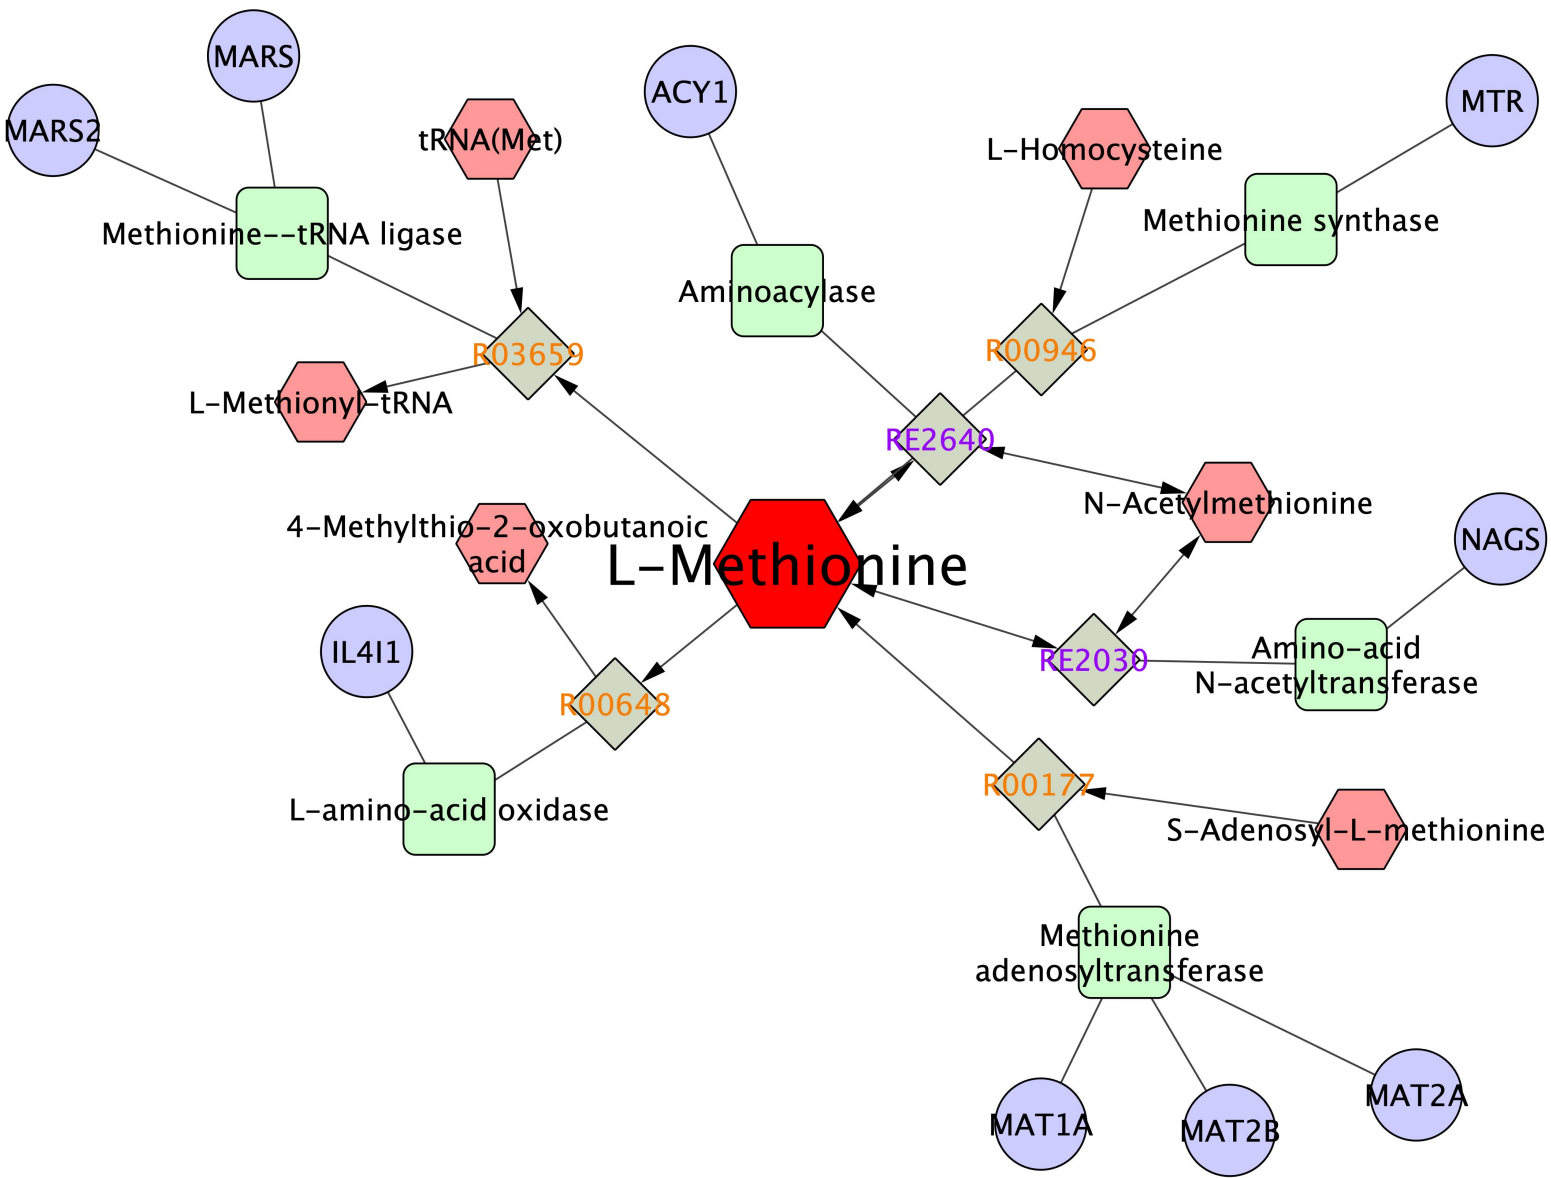 MARS
ACY1
MTR
MARS2
tRNA(Met)
L-Homocysteine
Methionine synthase
Methionine--tRNA ligase
Aminoacylase
R03659
R00946
L-Methionyl-tRNA
RE2640
N-Acetylmethionine
4-Methylthio-2-oxobutanoic
acid
NAGS
L-Methionine
IL4I1
Amino-acid
N-acetyltransferase
RE2030
R00648
R00177
L-amino-acid oxidase
S-Adenosyl-L-methionine
Methionine
adenosyltransferase
MAT2A
MAT1A
MAT2B